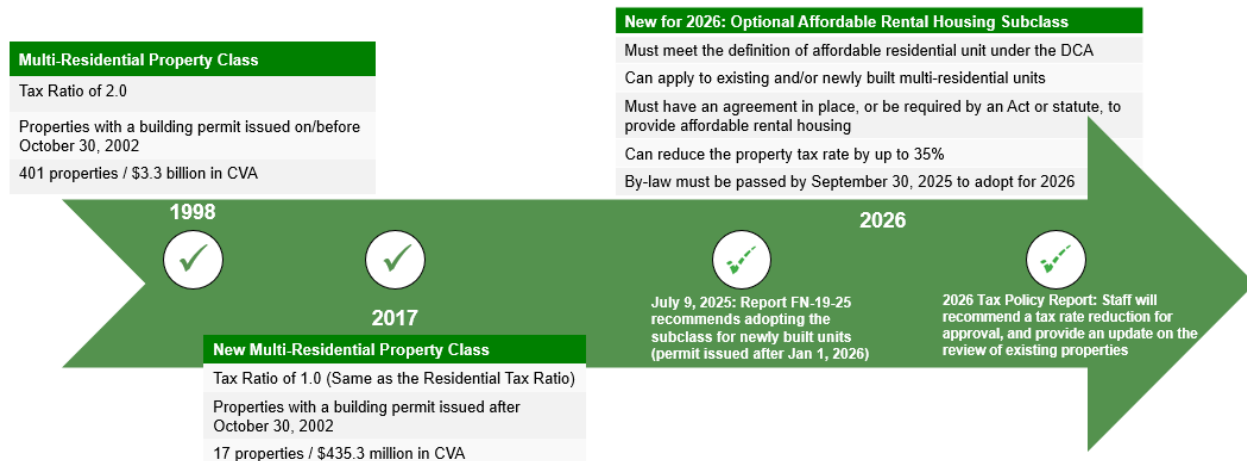 Multi-Residential Property Class
Tax Ratio of 2.0
Properties with a building permit issued on/before
October 30, 2002
401 properties / $3.3 billion in CVA
New for 2026: Optional Affordable Rental Housing Subclass
Must meet the definition of affordable residential unit under the DCA
Can apply to existing and/or newly built multi-residential units
Must have an agreement in place, or be required by an Act or statute, to
provide affordable rental housing
Can reduce the property tax rate by up to 35%
By-law must be passed by September 30, 2025 to adopt for 2026
1998
2026
2017
July 9, 2025: Report FN-19-25
recommends adopting the
subclass for newly built units
(permit issued after Jan 1, 2026)
2026 Tax Policy Report: Staff will
recommend a tax rate reduction for
approval, and provide an update on the
review of existing properties
New Multi-Residential Property Class
Tax Ratio of 1.0 (Same as the Residential Tax Ratio)
Properties with a building permit issued after
October 30, 2002
17 properties / $435.3 million in CVA